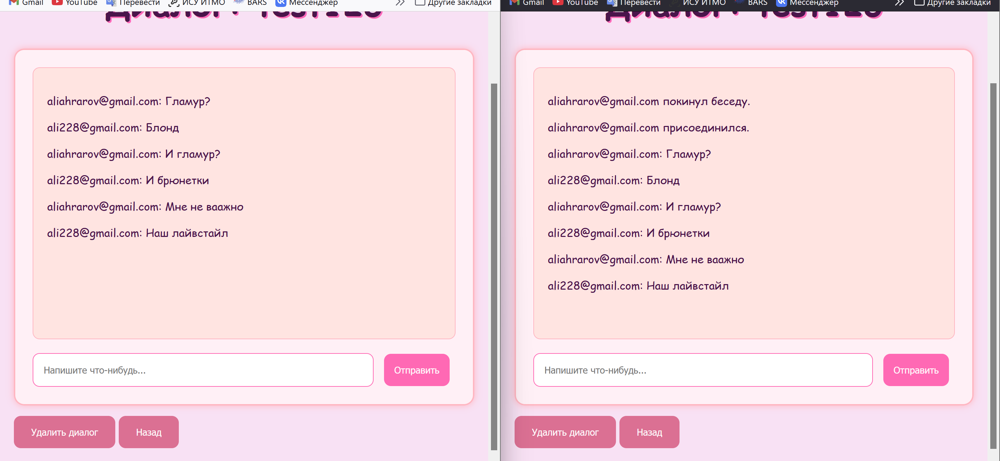 Gmail YouTube Перевести ИСУ ИТМО BARS Мессенджер Другие закладки
aliahrarov@gmail.com: Гламур?
ali228@gmail.com: Блонд
aliahrarov@gmail.com: И гламур?
ali228@gmail.com: И брюнетки
aliahrarov@gmail.com: Мне не ваажно
ali228@gmail.com: Наш лайвстайл
Напишите что-нибудь...
Отправить
Удалить диалог
Назад
Gmail YouTube Перевести ИСУ ИТМО BARS Мессенджер Другие закладки
aliahrarov@gmail.com покинул беседу.
aliahrarov@gmail.com присоединился.
aliahrarov@gmail.com: Гламур?
ali228@gmail.com: Блонд
aliahrarov@gmail.com: И гламур?
ali228@gmail.com: И брюнетки
aliahrarov@gmail.com: Мне не ваажно
ali228@gmail.com: Наш лайвстайл
Напишите что-нибудь...
Отправить
Удалить диалог
Назад